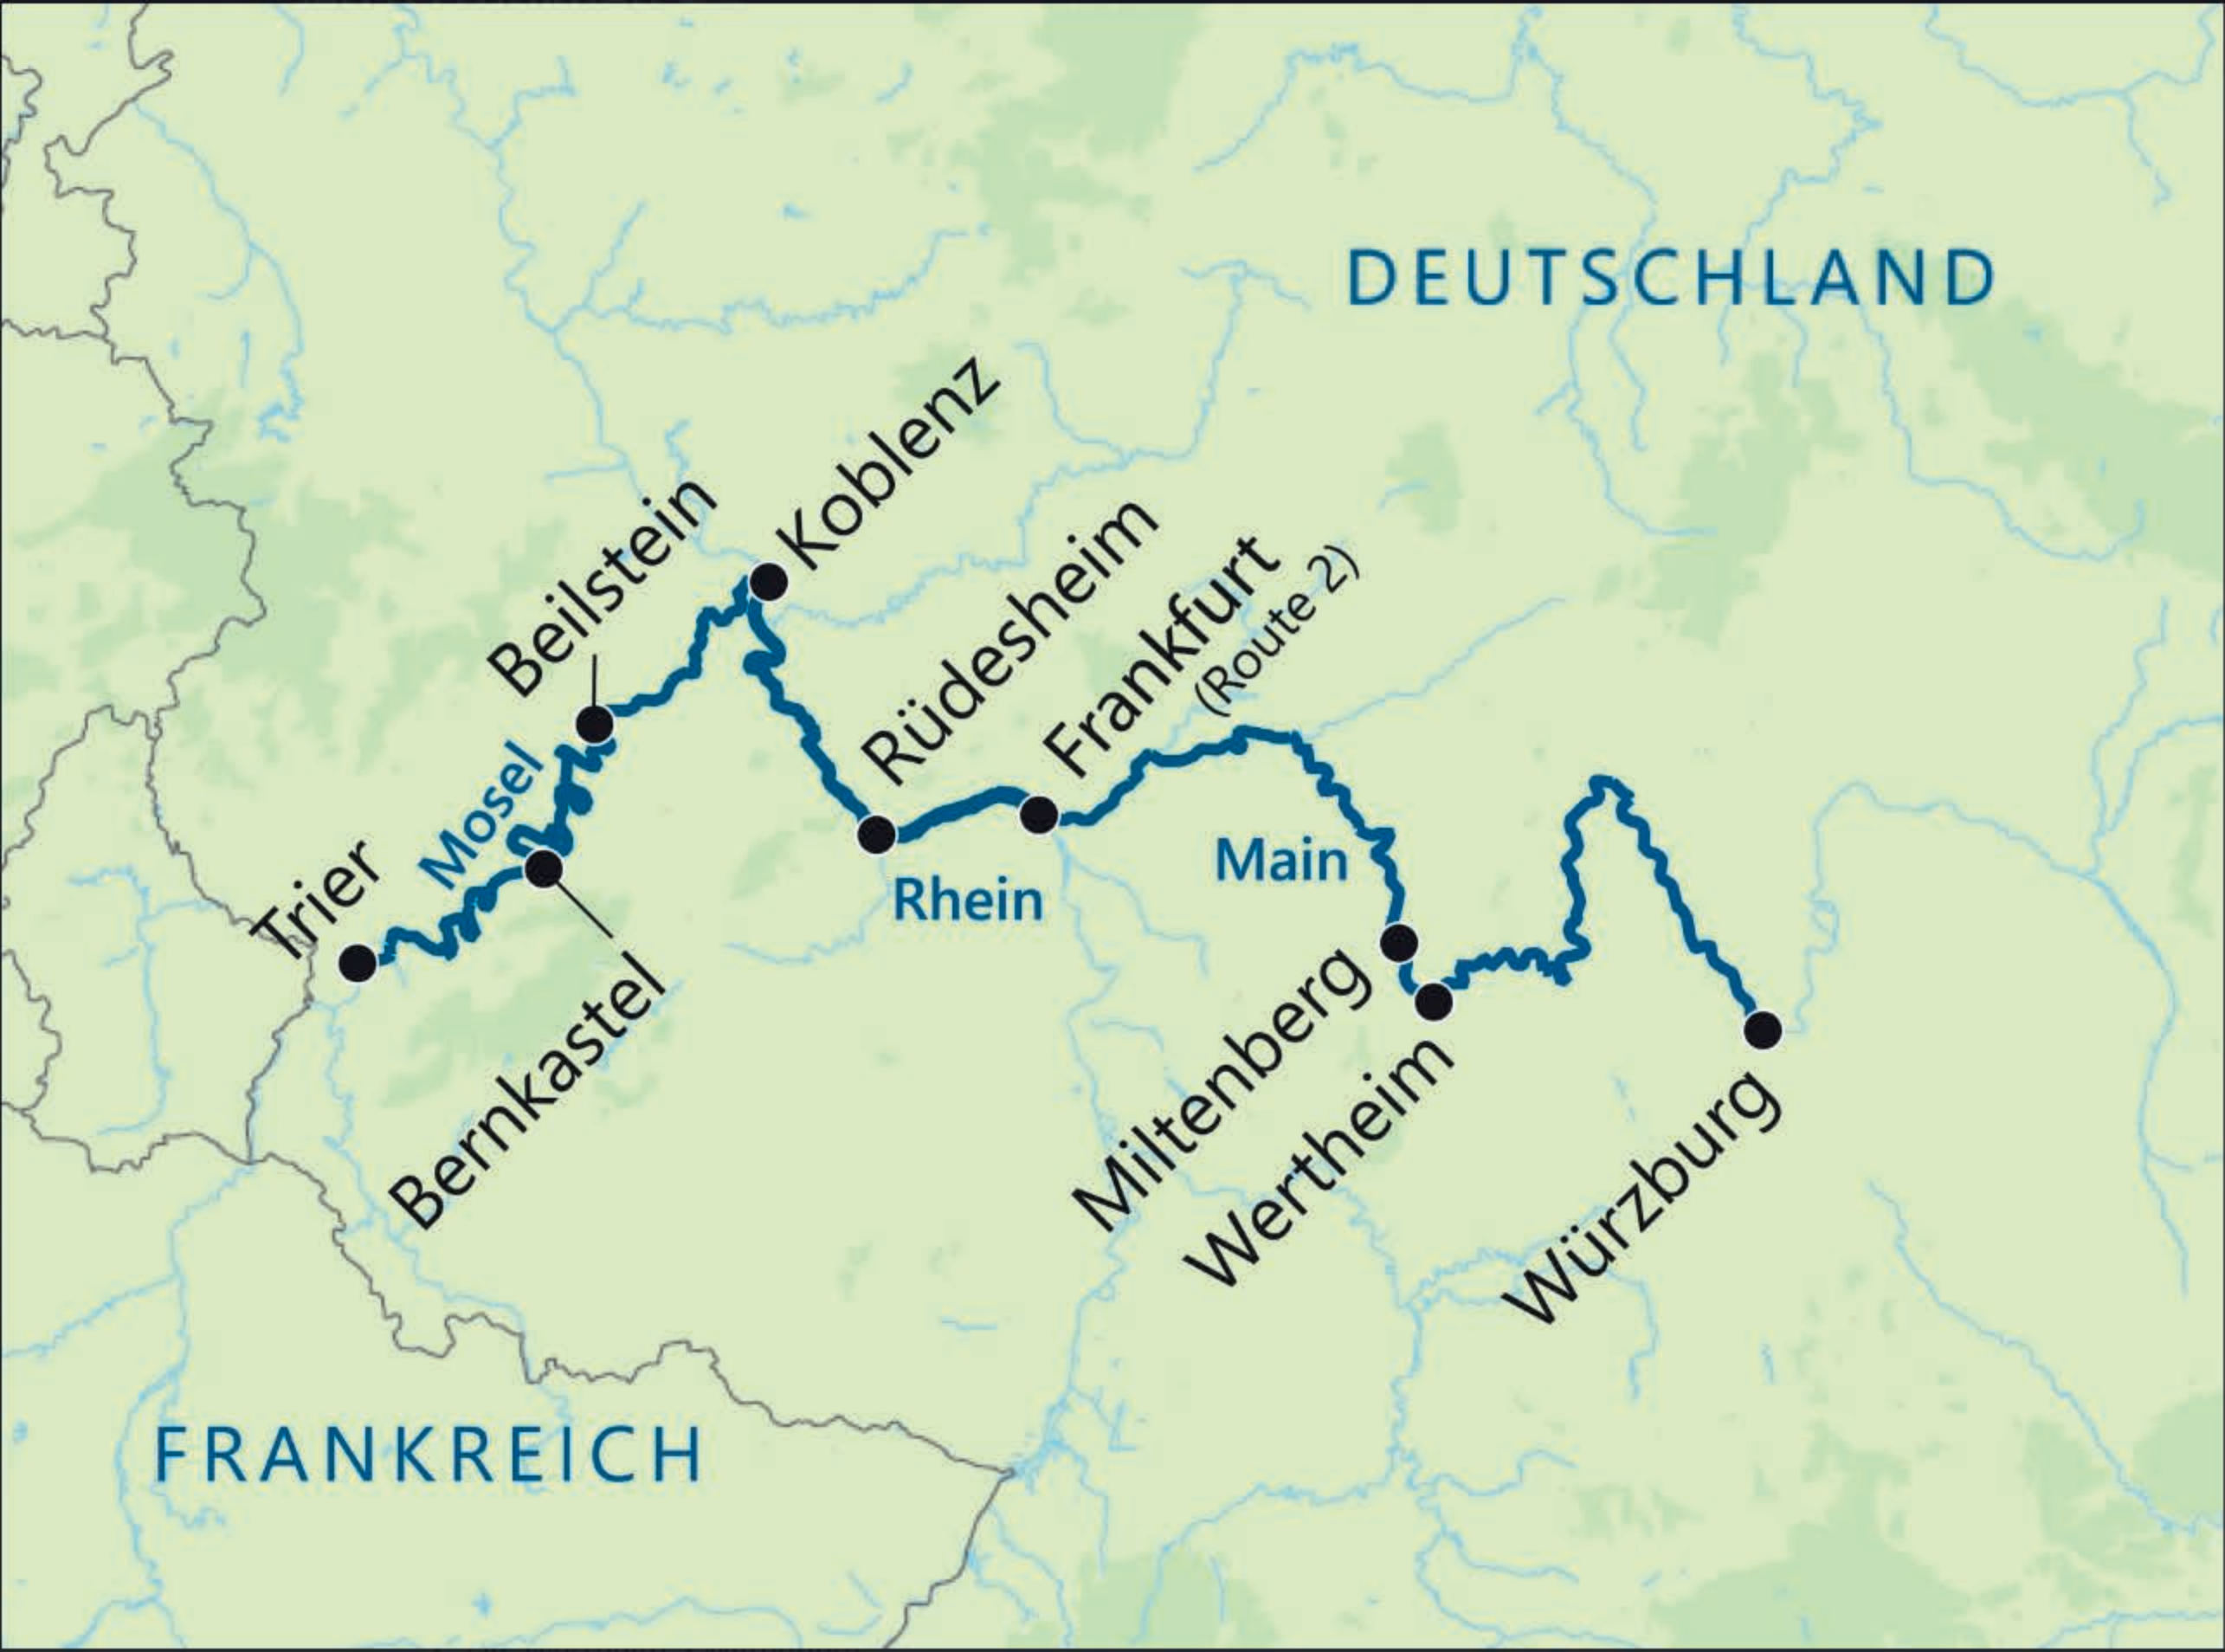 DEUTSCHLAND
Koblenz
Beilstein
Rüdesheim
Frankfurt
(Route 2)
Mosel
Trier
Rhein
Main
Bernkastel
Miltenberg
Wertheim
Würzburg
FRANKREICH